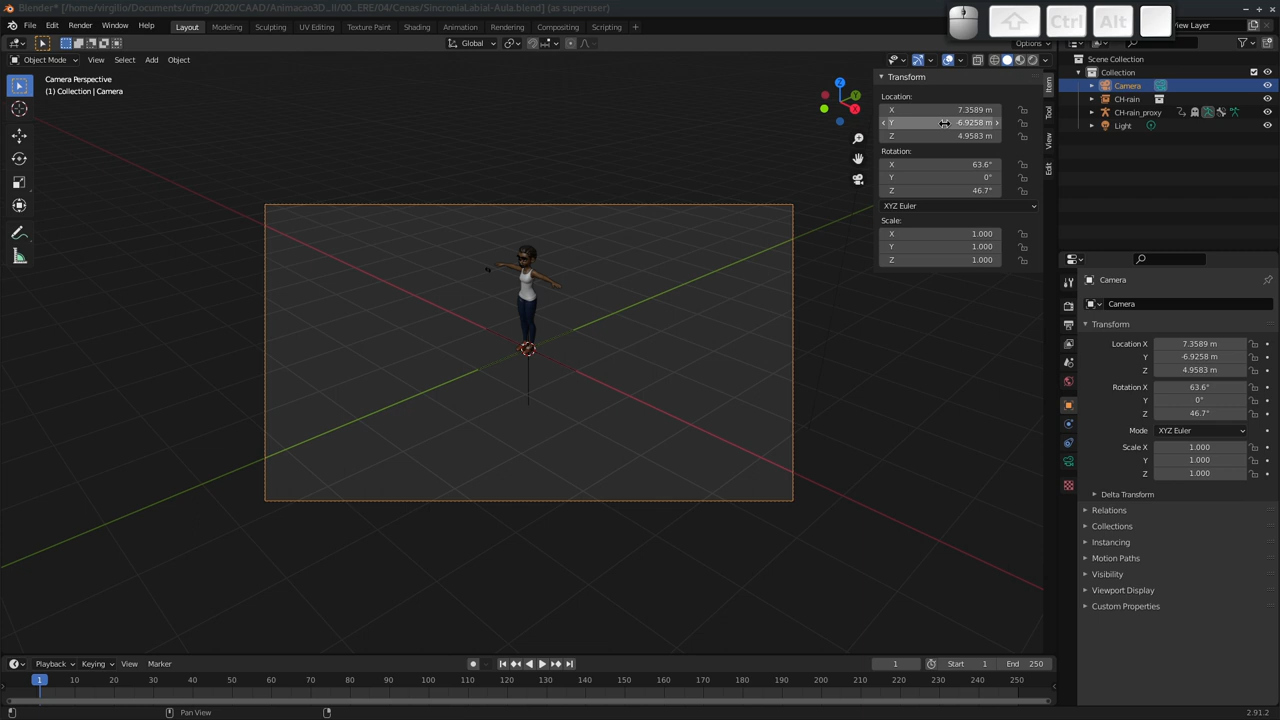 Blender* [/home/virgilio/Documents/ufmg/2020/CAAD/Animacao3D_II/00_ERE/04/Cenas/SincroniaLabial-Aula.blend] (as superuser)
File Edit Render Window Help Layout Modeling Sculpting UV Editing Texture Paint Shading Animation Rendering Compositing Scripting
Ctrl Alt
View Layer
Global
Options
Object Mode View Select Add Object
Camera Perspective
(1) Collection | Camera
Transform
Location:
X 7.3589 m
Y -6.9258 m
Z 4.9583 m
Rotation:
X 63.6°
Y 0°
Z 46.7°
XYZ Euler
Scale:
X 1.000
Y 1.000
Z 1.000
Item
Tool
View
Edit
X
Y
Z
Scene Collection
Collection
Camera
CH-rain
CH-rain_proxy
Light
Camera
Camera
Transform
Location X 7.3589 m
Y -6.9258 m
Z 4.9583 m
Rotation X 63.6°
Y 0°
Z 46.7°
Mode XYZ Euler
Scale X 1.000
Y 1.000
Z 1.000
Delta Transform
Relations
Collections
Instancing
Motion Paths
Visibility
Viewport Display
Custom Properties
Playback Keying View Marker
1 Start 1 End 250
1 10 20 30 40 50 60 70 80 90 100 110 120 130 140 150 160 170 180 190 200 210 220 230 240 250
Pan View
2.91.2